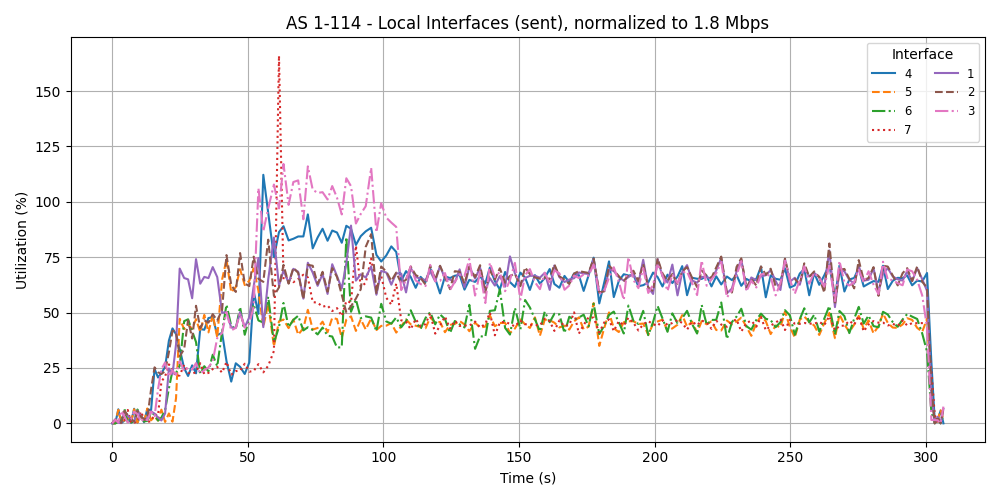 AS 1-114 - Local Interfaces (sent), normalized to 1.8 Mbps
Utilization (%)
150
125
100
75
50
25
0
0 50 100 150 200 250 300
Time (s)
Interface
4 1
5 2
6 3
7